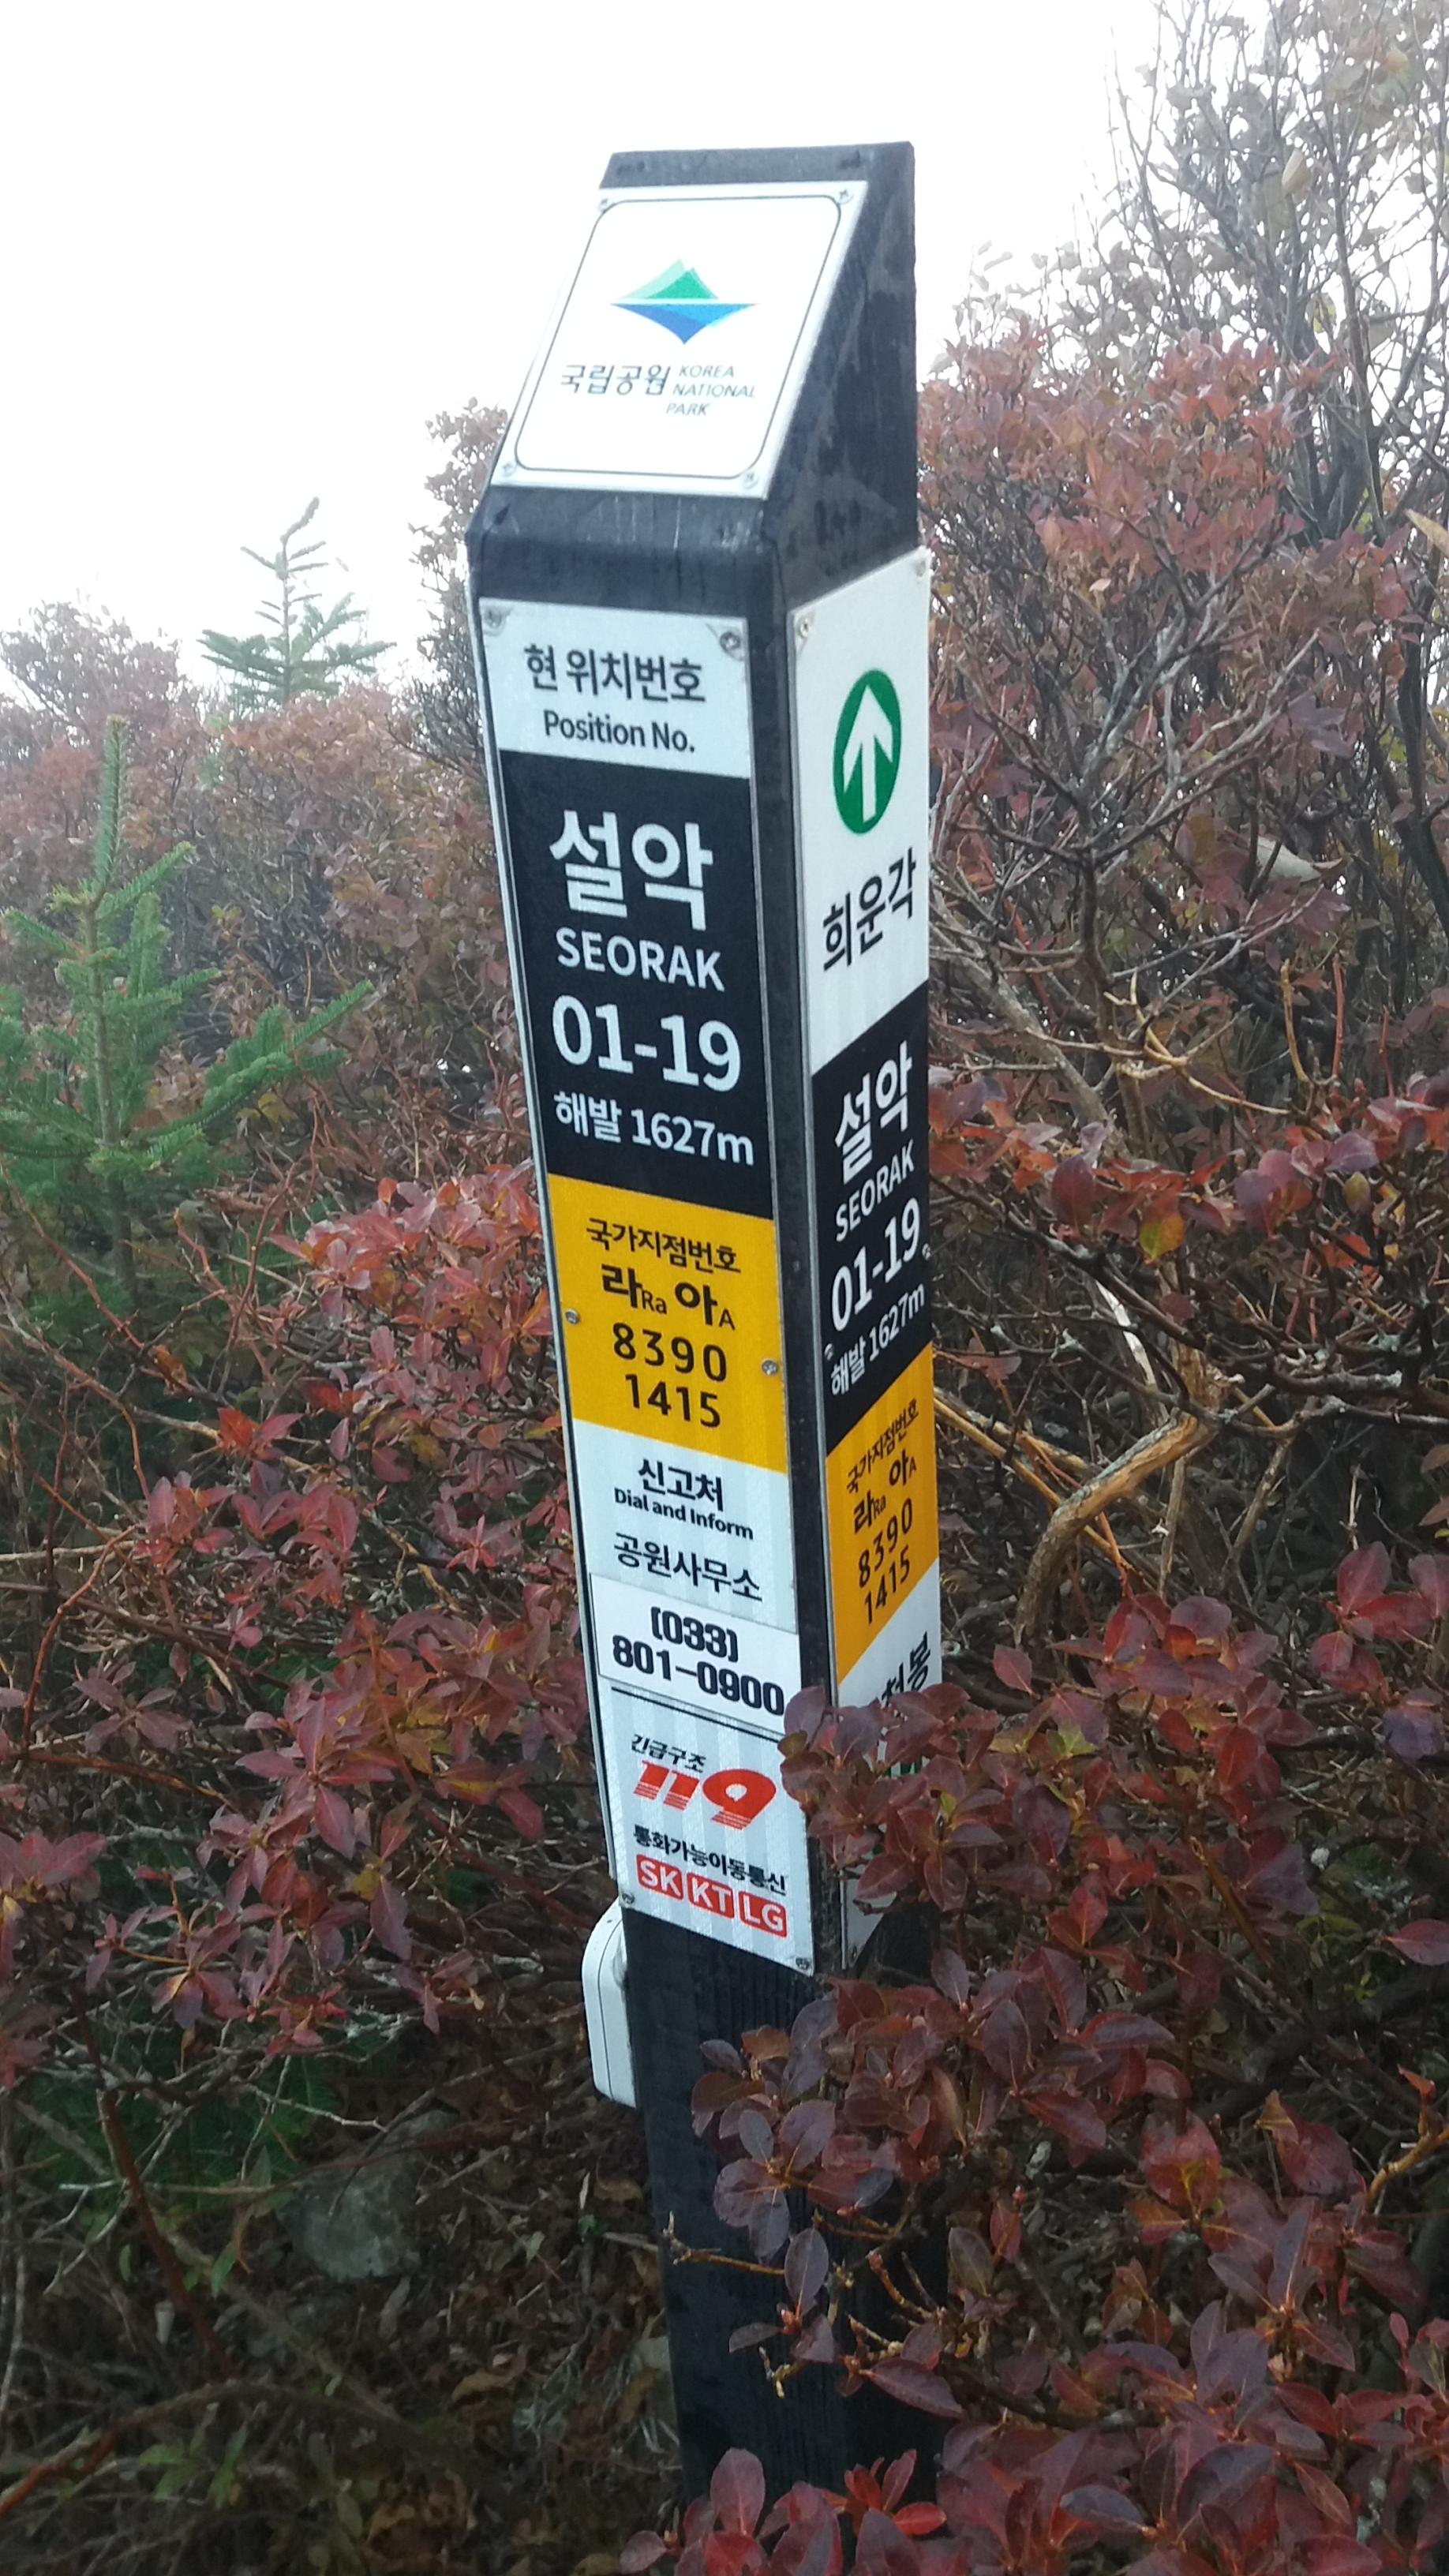 국립공원 KOREA
NATIONAL
PARK
현 위치번호
Position No.
설악
SEORAK
01-19
해발 1627m
국가지점번호
라Ra 아A
8390
1415
신고처
Dial and Inform
공원사무소
(033)
801-0900
긴급구조
119
통화가능이동통신
SK KT LG
희운각
설악
SEORAK
01-19
해발 1627m
국가지점번호
라Ra 아A
8390
1415